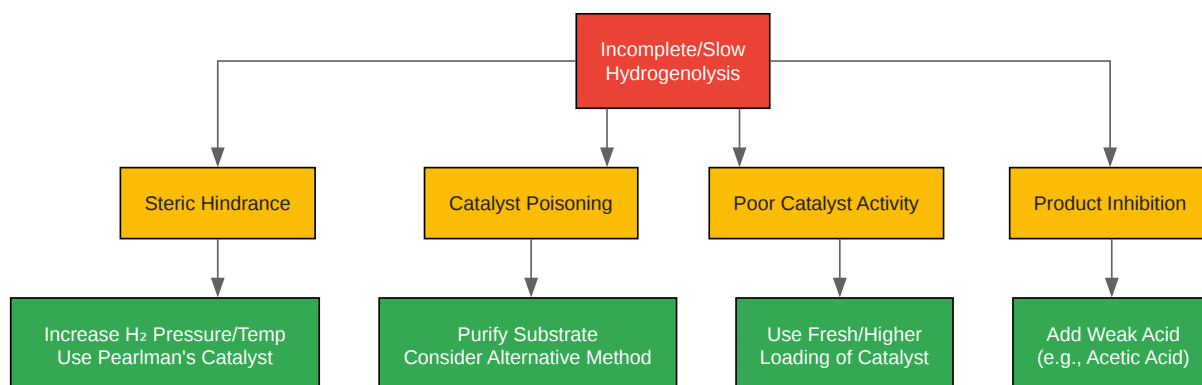 Incomplete/Slow
Hydrogenolysis
Steric Hindrance
Catalyst Poisoning
Poor Catalyst Activity
Product Inhibition
Increase H₂ Pressure/Temp
Use Pearlman's Catalyst
Purify Substrate
Consider Alternative Method
Use Fresh/Higher
Loading of Catalyst
Add Weak Acid
(e.g., Acetic Acid)